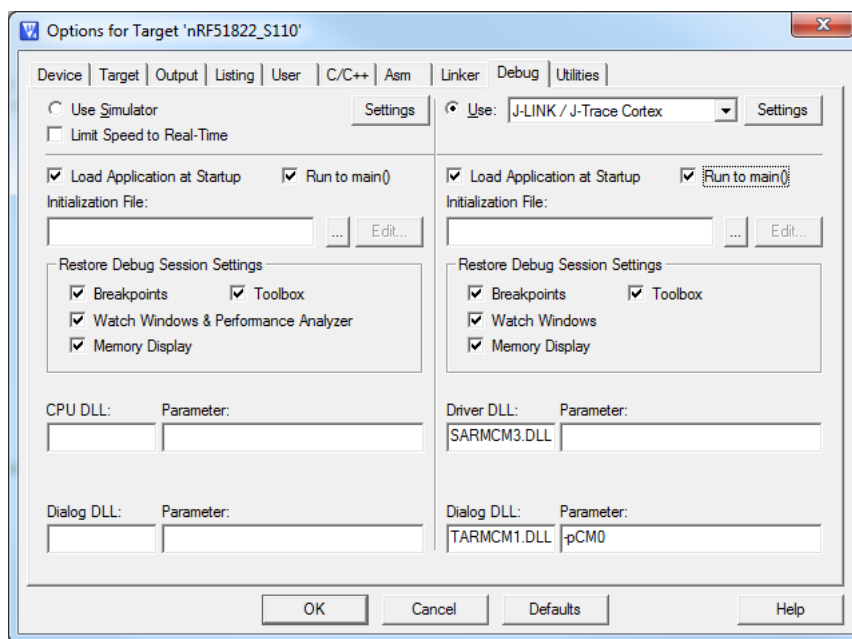 Options for Target 'nRF51822_S110'
Device Target Output Listing User C/C++ Asm Linker Debug Utilities
Use Simulator Settings
Limit Speed to Real-Time
Use: J-LINK / J-Trace Cortex Settings
Load Application at Startup Run to main()
Initialization File:
... Edit...
Restore Debug Session Settings
Breakpoints Toolbox
Watch Windows & Performance Analyzer
Memory Display
CPU DLL: Parameter:
Dialog DLL: Parameter:
Load Application at Startup Run to main()
Initialization File:
... Edit...
Restore Debug Session Settings
Breakpoints Toolbox
Watch Windows
Memory Display
Driver DLL: Parameter:
SARMCM3.DLL
Dialog DLL: Parameter:
TARMCM1.DLL -pCM0
OK Cancel Defaults Help